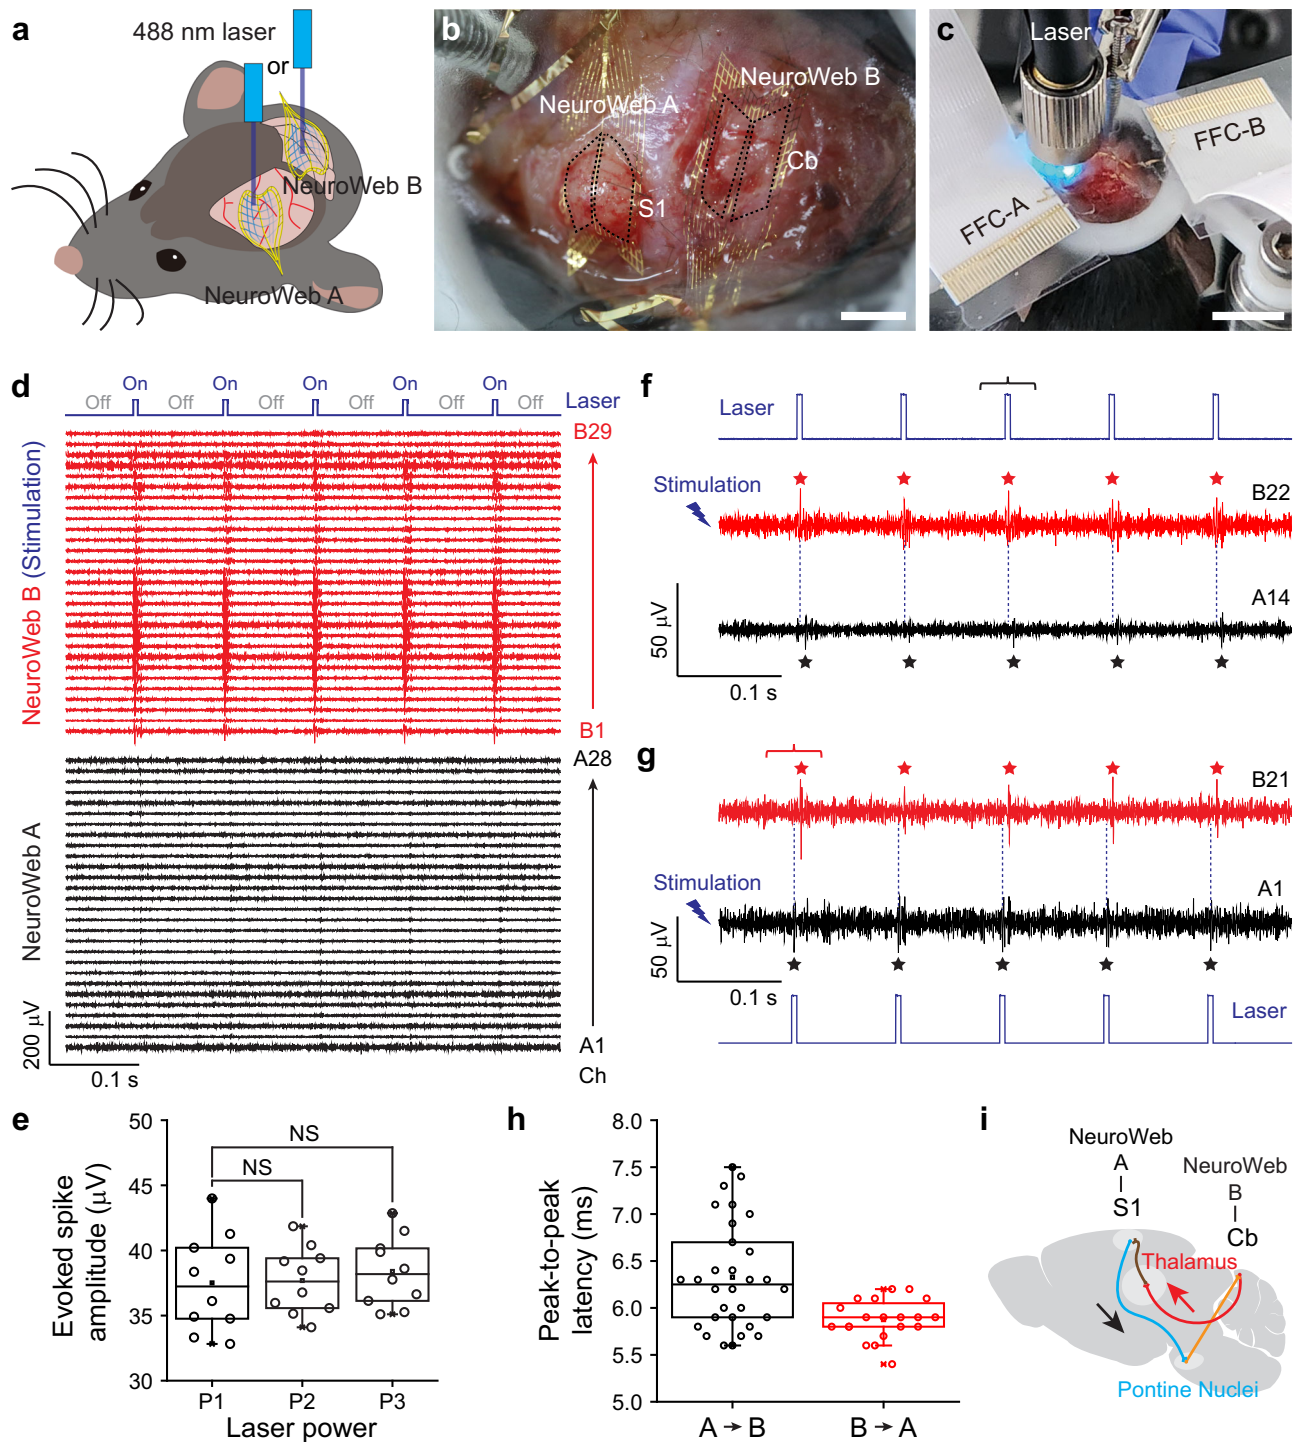 a
488 nm laser
or
NeuroWeb B
NeuroWeb A
b
NeuroWeb B
NeuroWeb A
Cb
S1
c
Laser
FFC-B
FFC-A
d
On On On On On
Off Off Off Off Off Off
Laser
B29
NeuroWeb B (Stimulation)
B1
A28
NeuroWeb A
A1
Ch
200 μV
0.1 s
f
Laser
Stimulation
B22
A14
50 μV
0.1 s
g
B21
Stimulation
A1
50 μV
0.1 s
Laser
e
Evoked spike
amplitude (μV)
50
45
40
35
30
NS
NS
P1 P2 P3
Laser power
h
Peak-to-peak
latency (ms)
8.0
7.5
7.0
6.5
6.0
5.5
5.0
A → B B → A
i
NeuroWeb
A
S1
NeuroWeb
B
Cb
Thalamus
Pontine Nuclei